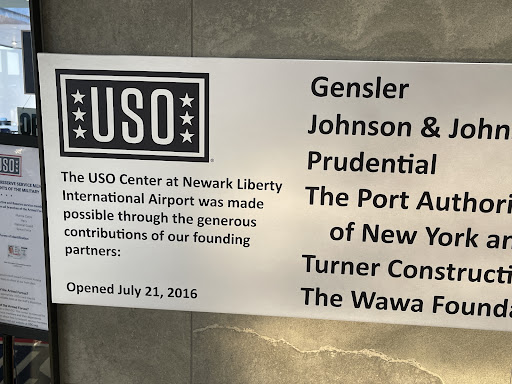 USO
The USO Center at Newark Liberty
International Airport was made
possible through the generous
contributions of our founding
partners:
Opened July 21, 2016
Gensler
Johnson & John
Prudential
The Port Authori
of New York an
Turner Constructi
The Wawa Founda
USO